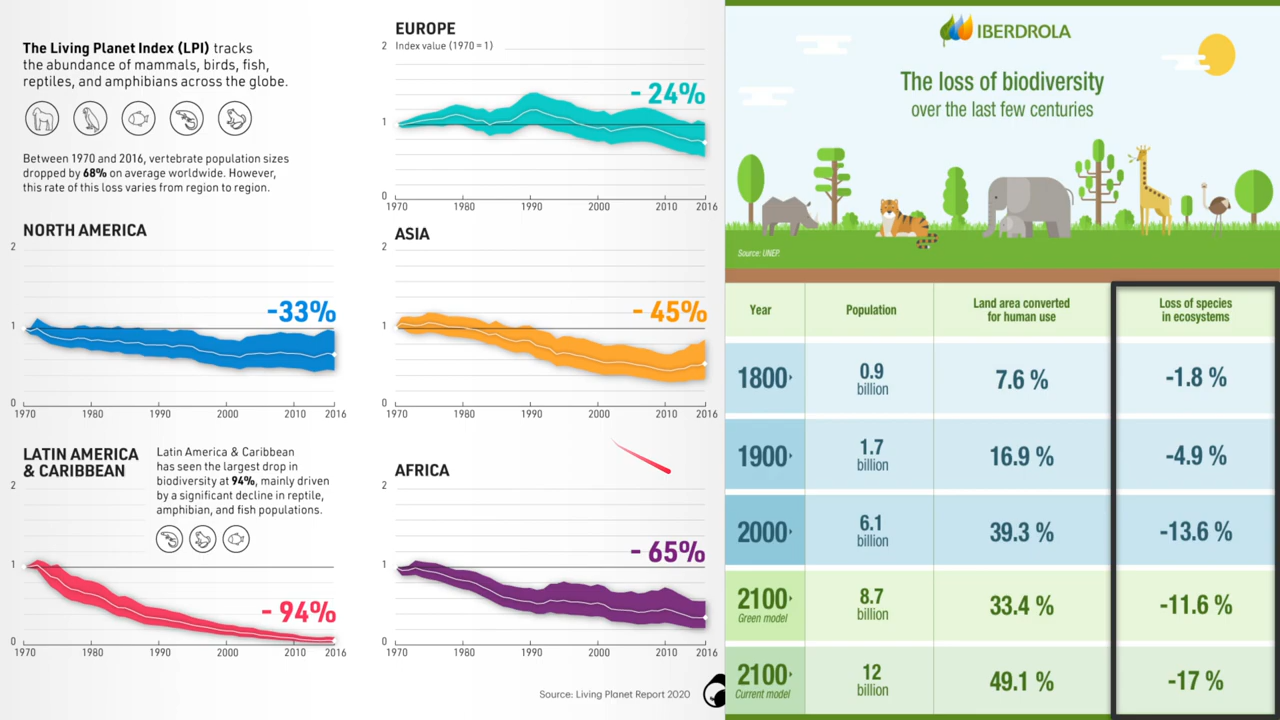 The Living Planet Index (LPI) tracks
the abundance of mammals, birds, fish,
reptiles, and amphibians across the globe.
Between 1970 and 2016, vertebrate population sizes
dropped by 68% on average worldwide. However,
this rate of this loss varies from region to region.
EUROPE
2 Index value (1970 = 1)
- 24%
1
0
1970 1980 1990 2000 2010 2016
NORTH AMERICA
2
-33%
1
0
1970 1980 1990 2000 2010 2016
ASIA
2
- 45%
1
0
1970 1980 1990 2000 2010 2016
LATIN AMERICA
& CARIBBEAN
Latin America & Caribbean
has seen the largest drop in
biodiversity at 94%, mainly driven
by a significant decline in reptile,
amphibian, and fish populations.
2
1
- 94%
0
1970 1980 1990 2000 2010 2016
AFRICA
2
- 65%
1
0
1970 1980 1990 2000 2010 2016
Source: Living Planet Report 2020
IBERDROLA
The loss of biodiversity
over the last few centuries
Source: UNEP.
Year Population Land area converted for human use Loss of species in ecosystems
1800 0.9 billion 7.6 % -1.8 %
1900 1.7 billion 16.9 % -4.9 %
2000 6.1 billion 39.3 % -13.6 %
2100 Green model 8.7 billion 33.4 % -11.6 %
2100 Current model 12 billion 49.1 % -17 %